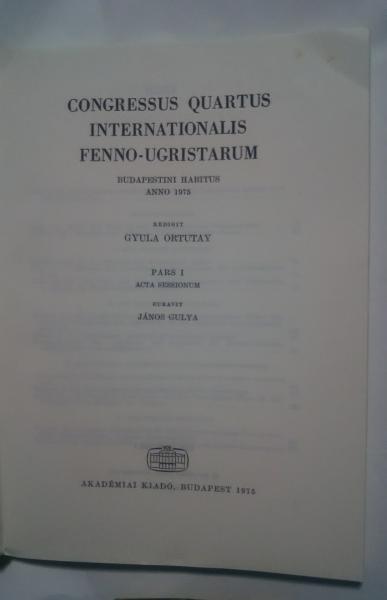 CONGRESSUS QUARTUS
INTERNATIONALIS
FENNO-UGRISTARUM
BUDAPESTINI HABITUS
ANNO 1975
REDIGIT
GYULA ORTUTAY
PARS I
ACTA SESSIONUM
CURAVIT
JÁNOS GULYA
AKADÉMIAI KIADÓ, BUDAPEST 1975